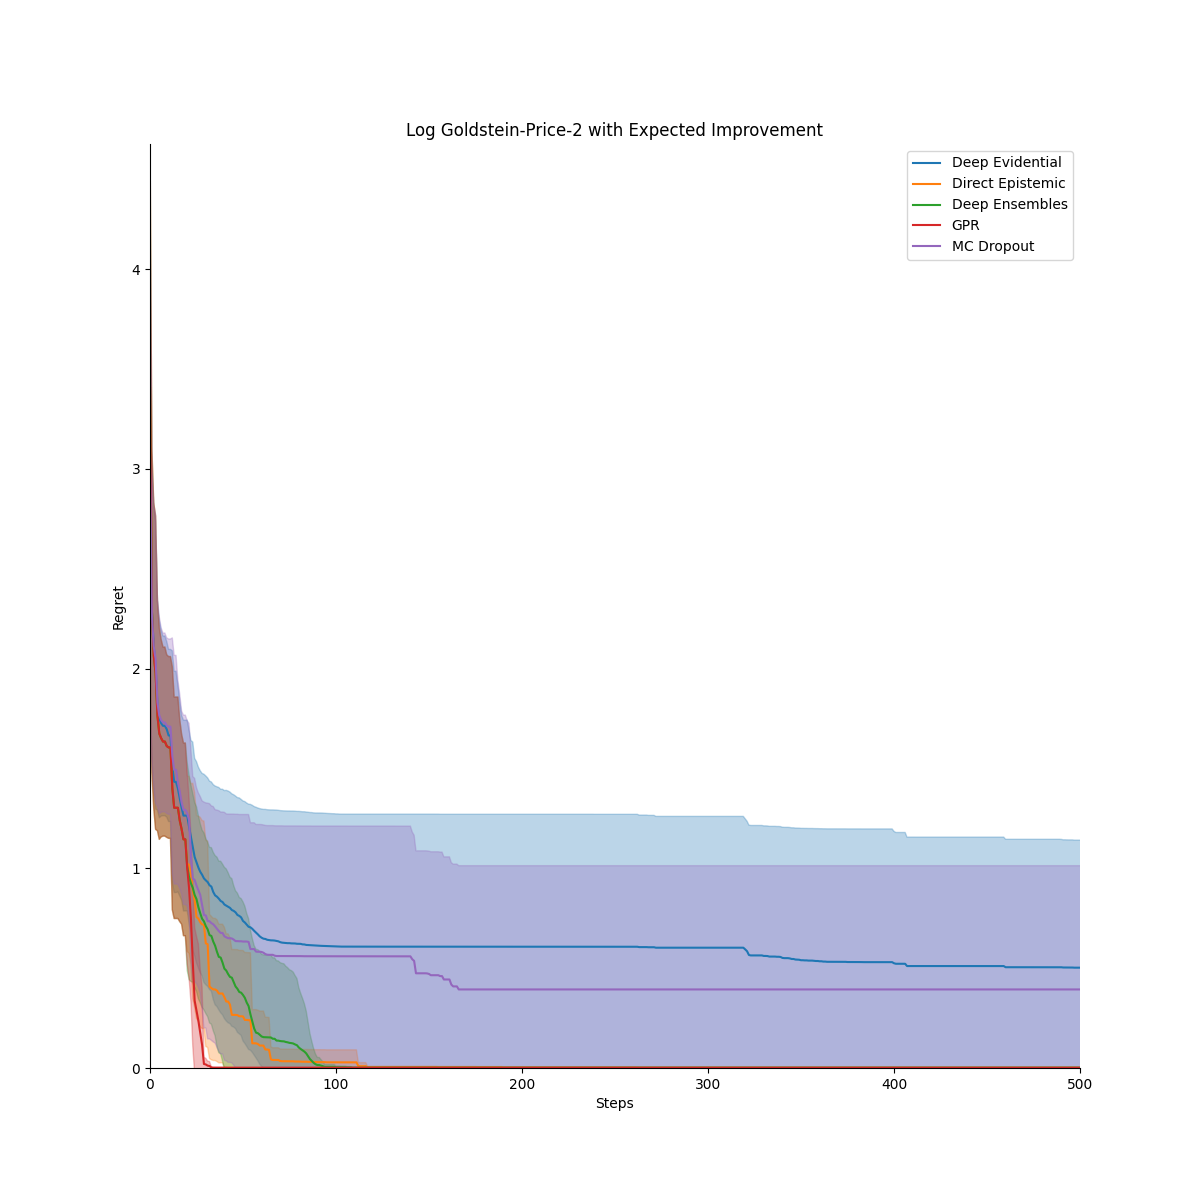 Log Goldstein-Price-2 with Expected Improvement
Deep Evidential
Direct Epistemic
Deep Ensembles
GPR
MC Dropout
4
3
2
1
0
Regret
0 100 200 300 400 500
Steps